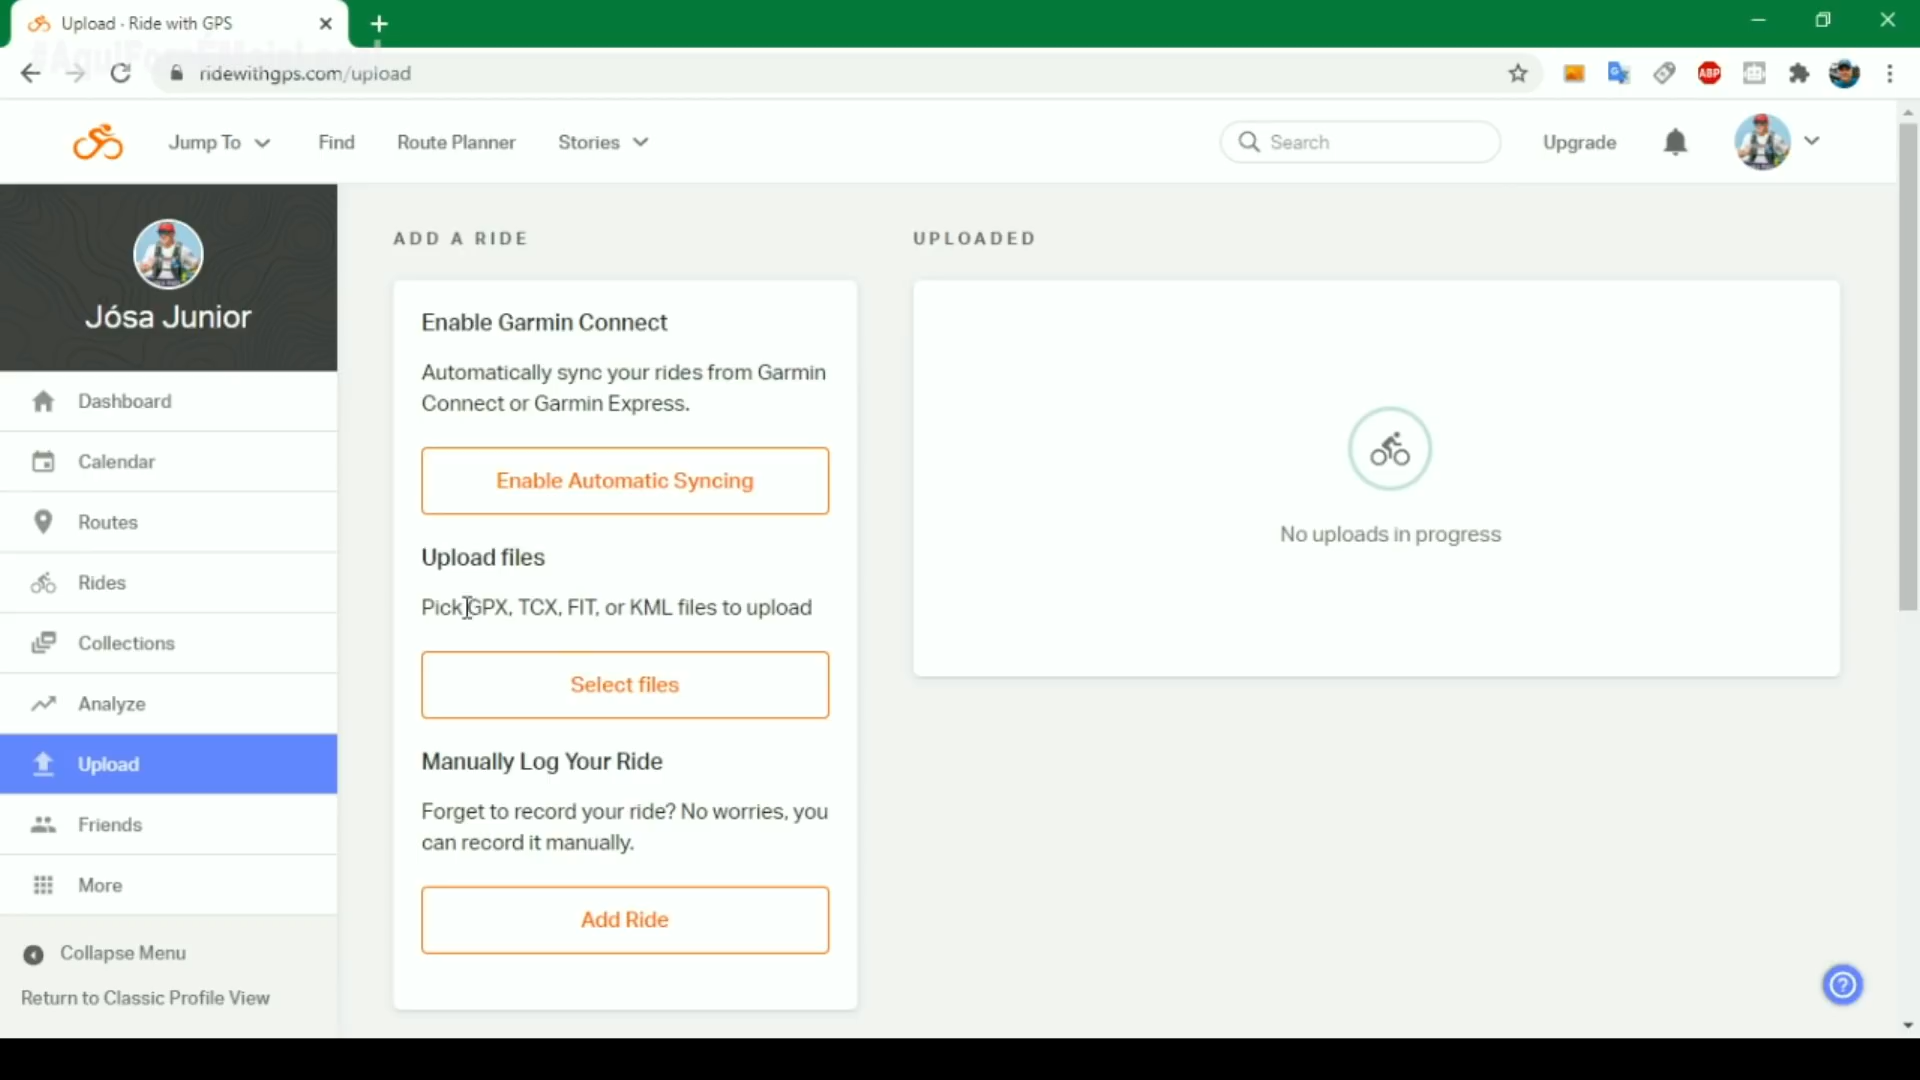 Upload · Ride with GPS
ridewithgps.com/upload
ABP
Jump To
Find
Route Planner
Stories
Search
Upgrade
Jósa Junior
Dashboard
Calendar
Routes
Rides
Collections
Analyze
Upload
Friends
More
Collapse Menu
Return to Classic Profile View
ADD A RIDE
Enable Garmin Connect
Automatically sync your rides from Garmin
Connect or Garmin Express.
Enable Automatic Syncing
Upload files
Pick GPX, TCX, FIT, or KML files to upload
Select files
Manually Log Your Ride
Forget to record your ride? No worries, you
can record it manually.
Add Ride
UPLOADED
No uploads in progress